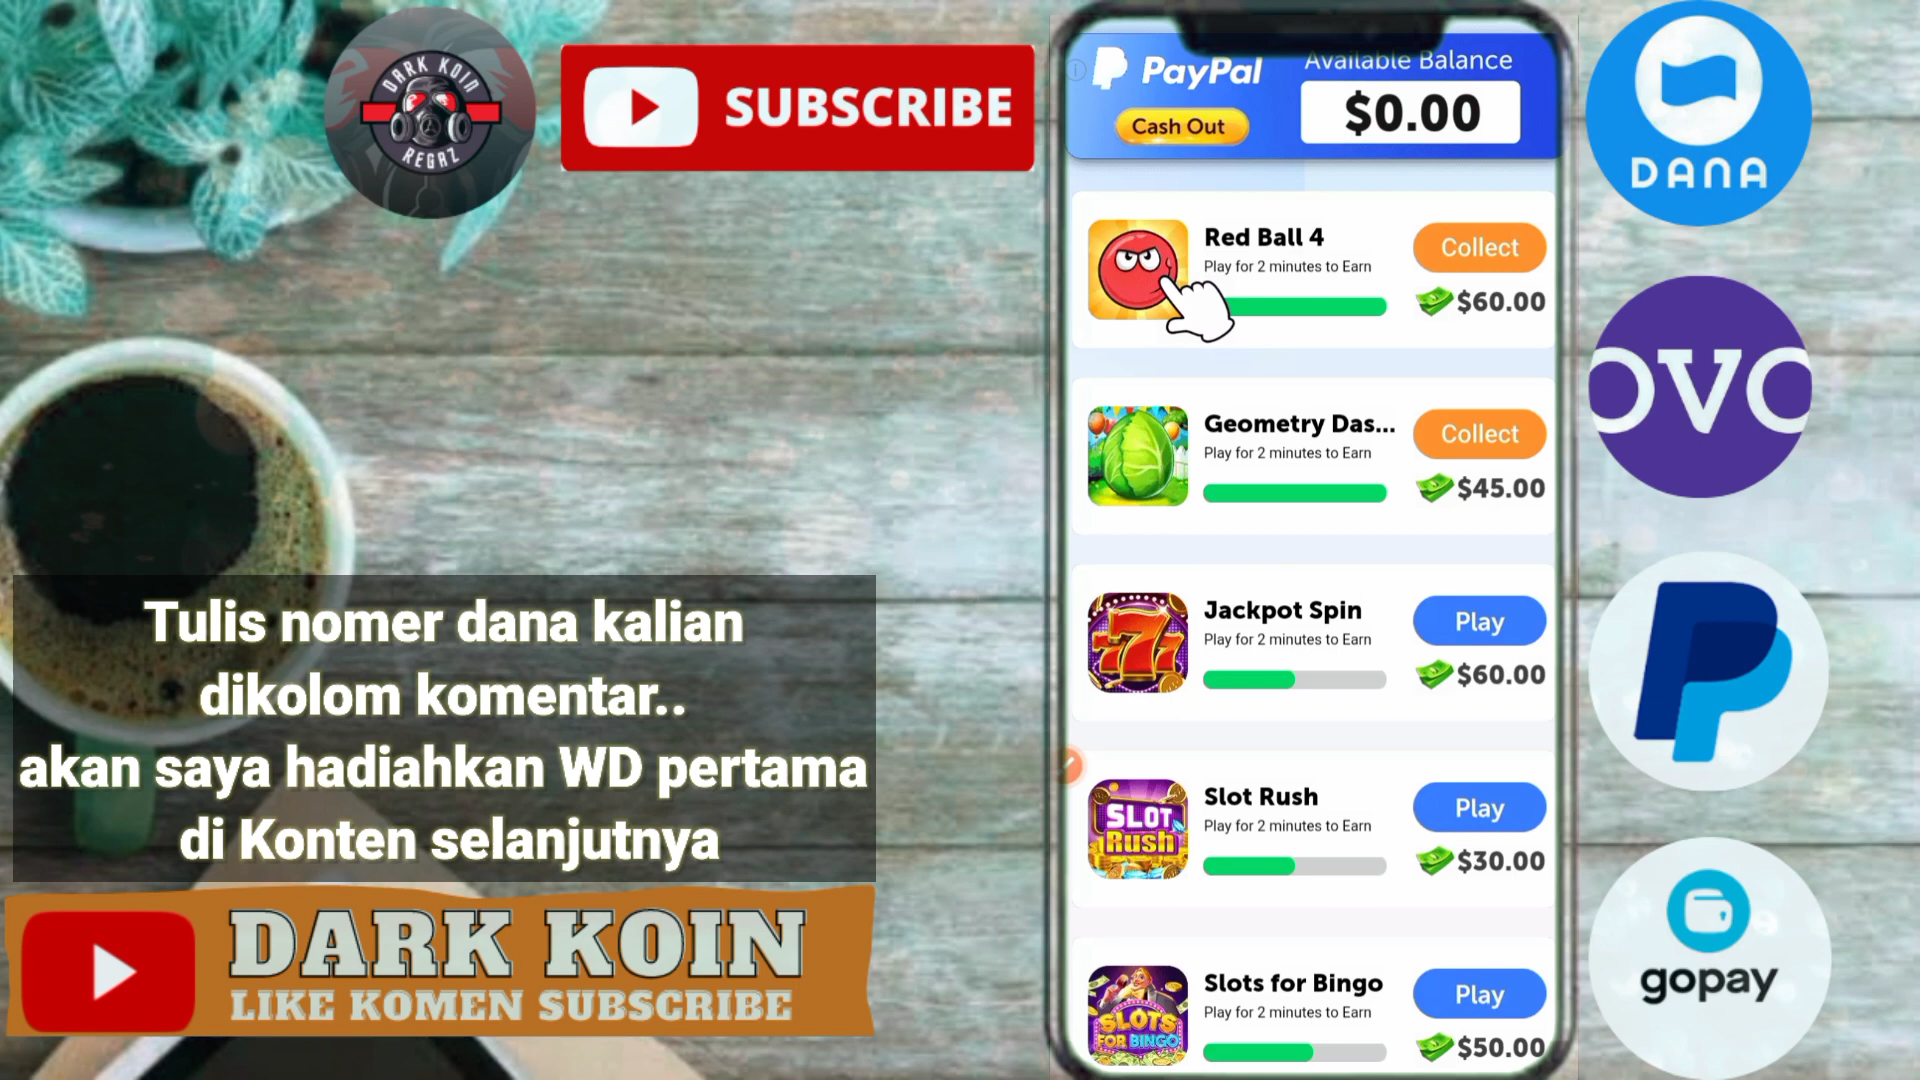 DARK KOIN
REGAZ
SUBSCRIBE
Tulis nomer dana kalian
dikolom komentar..
akan saya hadiahkan WD pertama
di Konten selanjutnya
DARK KOIN
LIKE KOMEN SUBSCRIBE
PayPal
Available Balance
Cash Out
$0.00
Red Ball 4
Play for 2 minutes to Earn
Collect
$60.00
Geometry Das...
Play for 2 minutes to Earn
Collect
$45.00
777
Jackpot Spin
Play for 2 minutes to Earn
Play
$60.00
SLOT
Rush
Slot Rush
Play for 2 minutes to Earn
Play
$30.00
SLOTS
FOR BINGO
Slots for Bingo
Play for 2 minutes to Earn
Play
$50.00
DANA
OVO
gopay